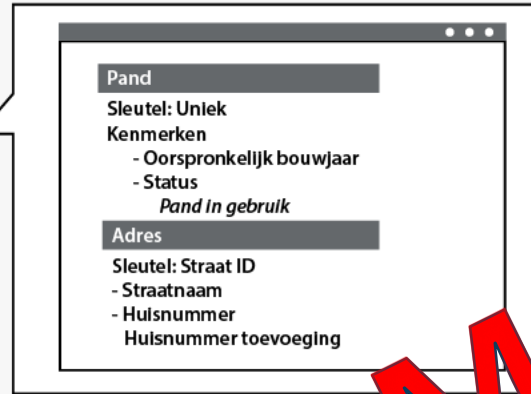 Pand
Sleutel: Uniek
Kenmerken
- Oorspronkelijk bouwjaar
- Status
Pand in gebruik
Adres
Sleutel: Straat ID
- Straatnaam
- Huisnummer
Huisnummer toevoeging